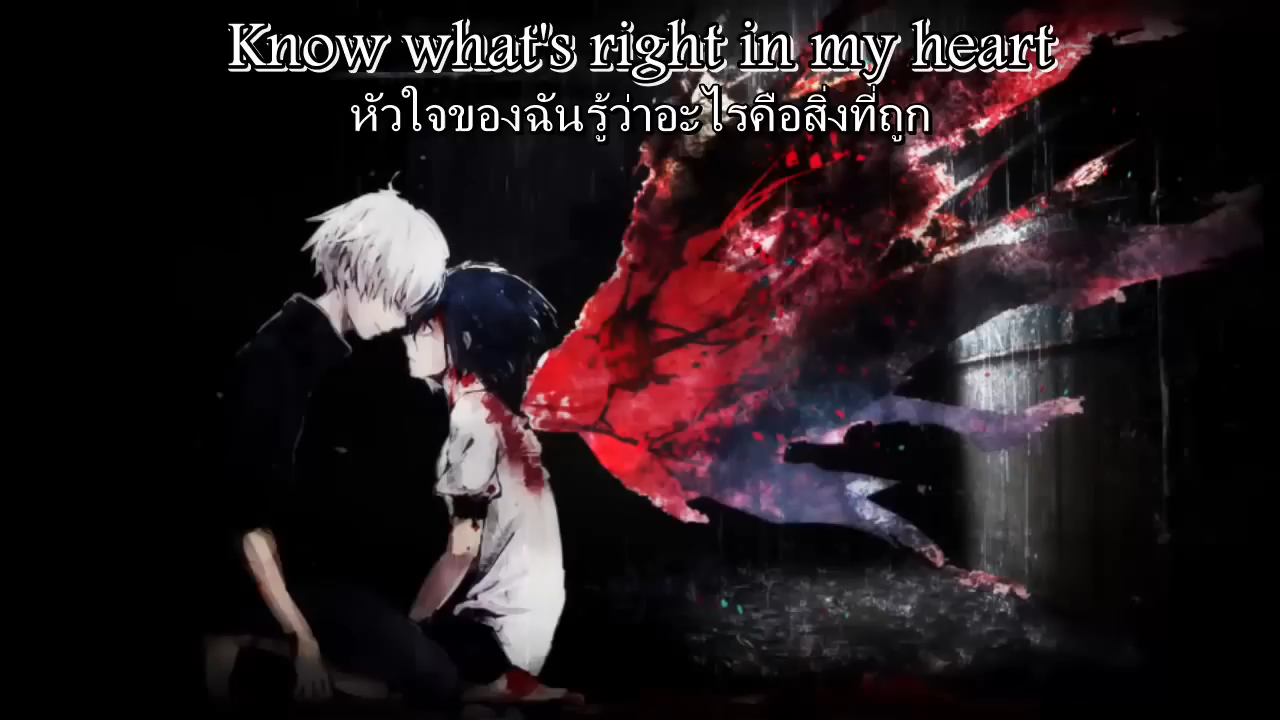 Know what's right in my heart
หัวใจของฉันรู้ว่าอะไรคือสิ่งที่ถูก